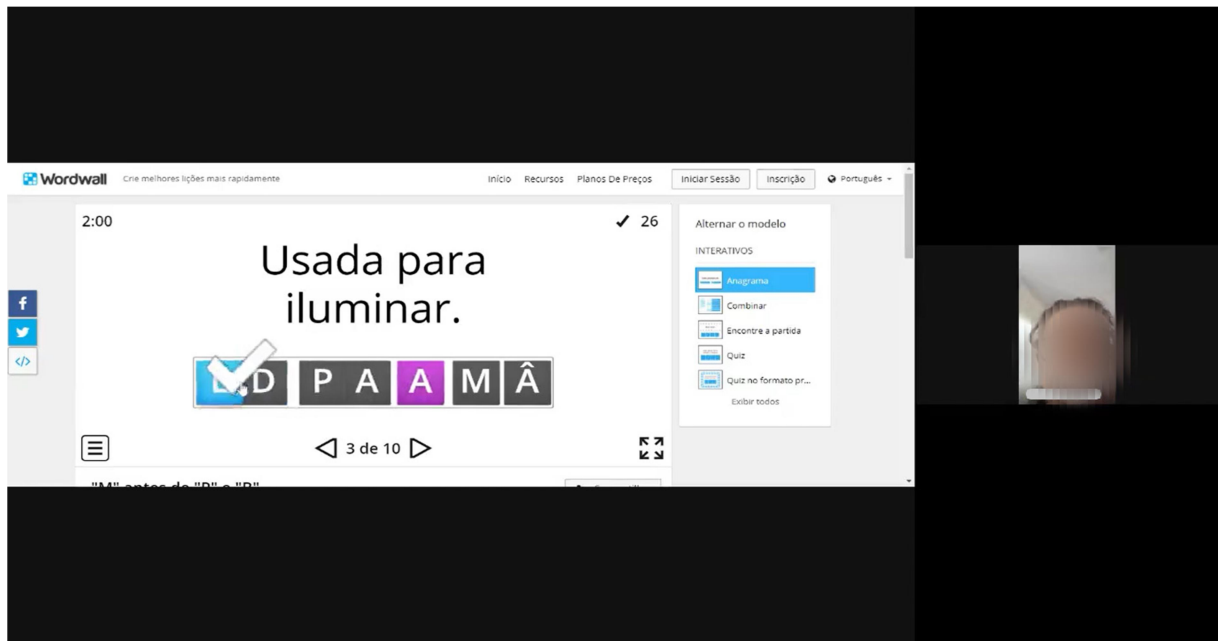 Wordwall
Crie melhores lições mais rapidamente
Início Recursos Planos De Preços Iniciar Sessão Inscrição Português
2:00
26
Usada para
iluminar.
D P A A M Â
3 de 10
Alternar o modelo
INTERATIVOS
Anagrama
Combinar
Encontre a partida
Quiz
Quiz no formato pr...
Exibir todos
"M" antes de "P" e "B"